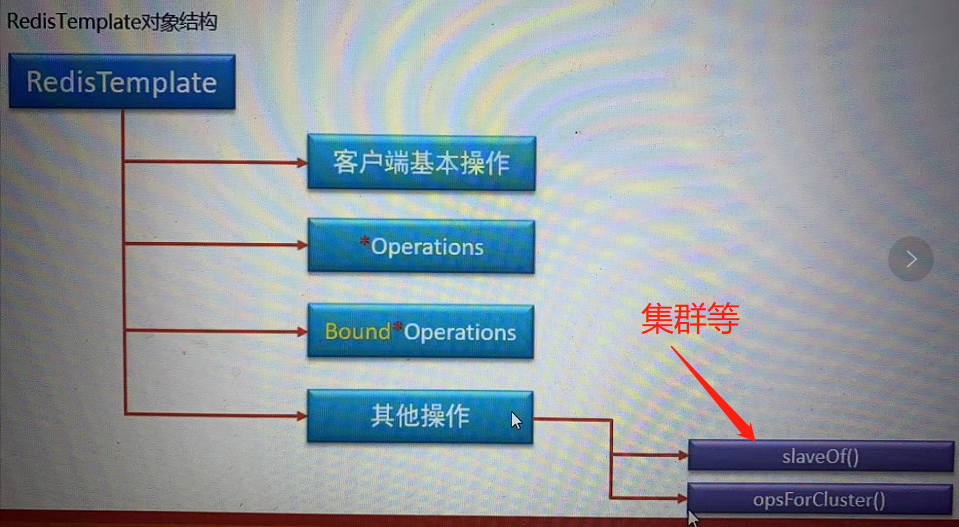 RedisTemplate对象结构
RedisTemplate
客户端基本操作
*Operations
Bound*Operations
集群等
其他操作
slaveOf()
opsForCluster()